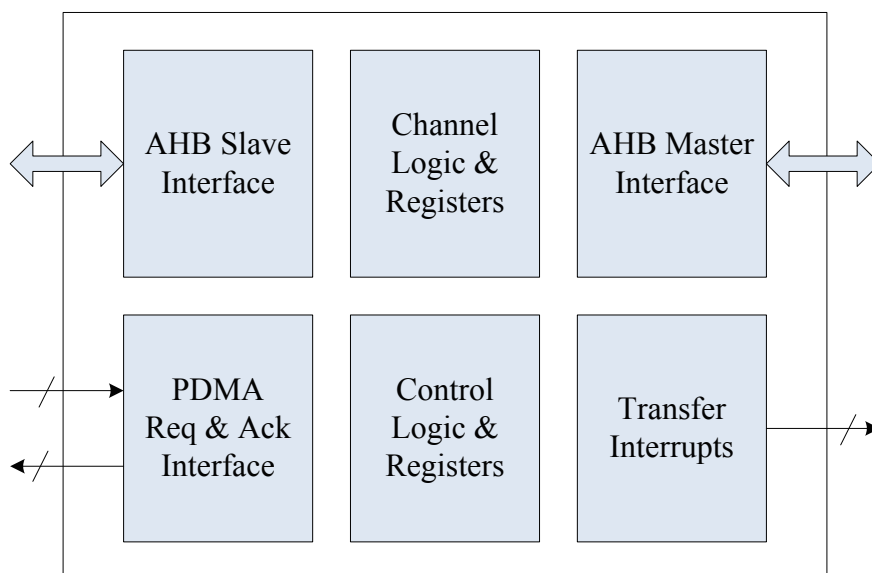 AHB Slave
Interface
Channel
Logic &
Registers
AHB Master
Interface
PDMA
Req & Ack
Interface
Control
Logic &
Registers
Transfer
Interrupts